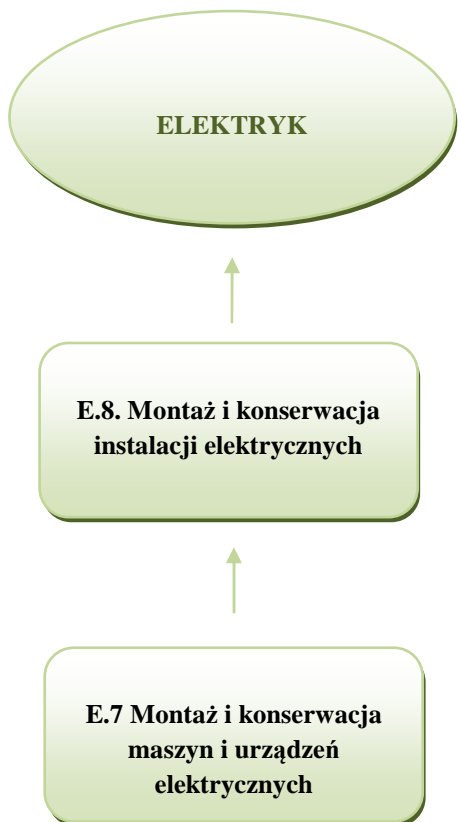 ELEKTRYK
E.8. Montaż i konserwacja
instalacji elektrycznych
E.7 Montaż i konserwacja
maszyn i urządzeń
elektrycznych